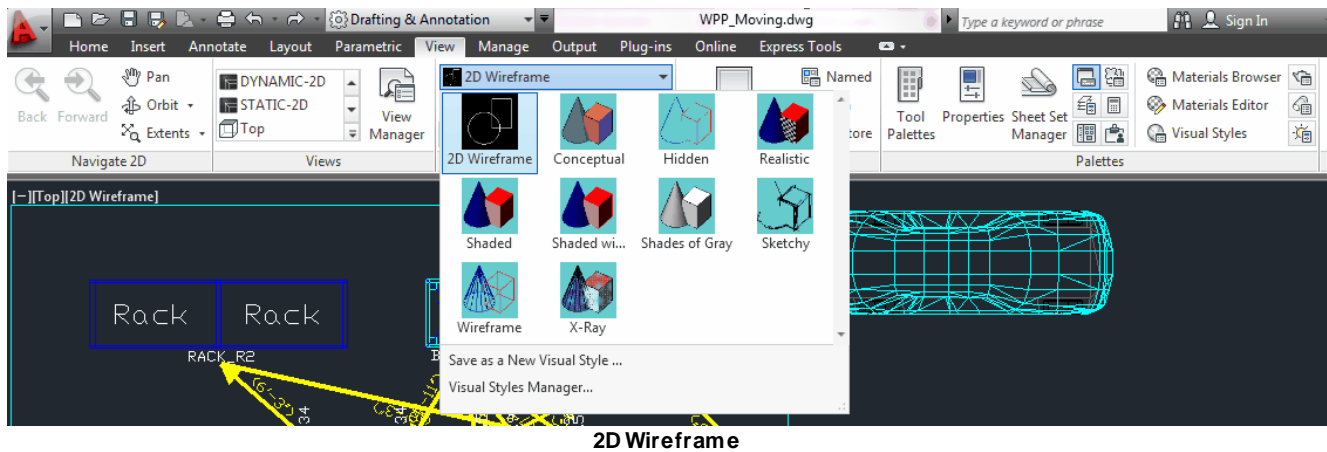 Drafting & Annotation WPP_Moving.dwg Type a keyword or phrase Sign In
Home Insert Annotate Layout Parametric View Manage Output Plug-ins Online Express Tools
Pan DYNAMIC-2D 2D Wireframe Named Materials Browser
Back Forward Orbit STATIC-2D View Manager Tool Palettes Properties Sheet Set Manager Materials Editor
Extents Top tore Visual Styles
Navigate 2D Views Palettes
2D Wireframe Conceptual Hidden Realistic
[–][Top][2D Wireframe]
Shaded Shaded wi... Shades of Gray Sketchy
Rack Rack
Wireframe X-Ray
RACK_R2 B
Save as a New Visual Style ...
Visual Styles Manager...
(6'-3")
34 34
2D Wireframe